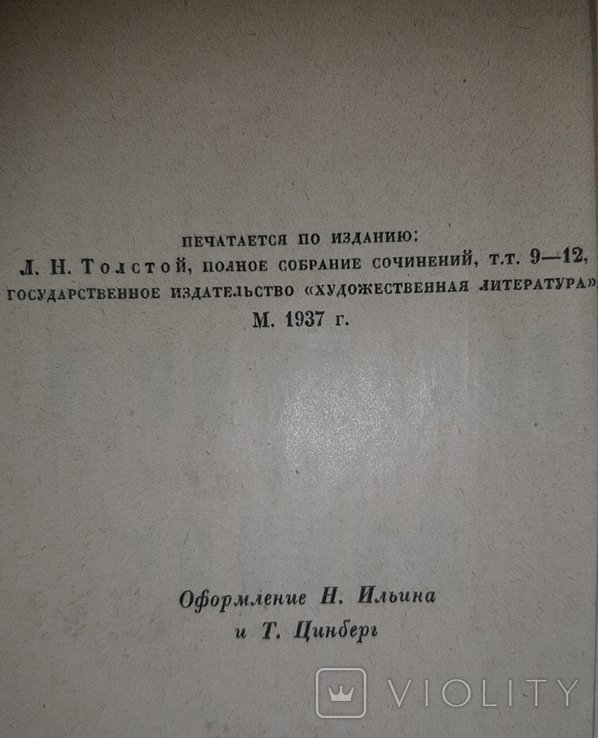 ПЕЧАТАЕТСЯ ПО ИЗДАНИЮ:
Л. Н. Толстой, ПОЛНОЕ СОБРАНИЕ СОЧИНЕНИЙ, Т.Т. 9—12,
ГОСУДАРСТВЕННОЕ ИЗДАТЕЛЬСТВО «ХУДОЖЕСТВЕННАЯ ЛИТЕРАТУРА»
М. 1937 г.
Оформление Н. Ильина
и Т. Цинберг
VIOLITY